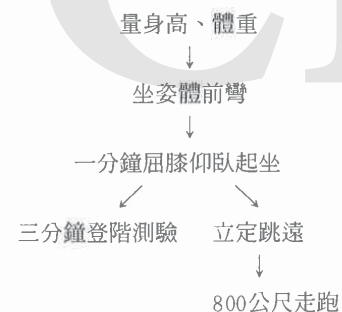 量身高、體重
坐姿體前彎
一分鐘屈膝仰臥起坐
三分鐘登階測驗 立定跳遠
800公尺走跑